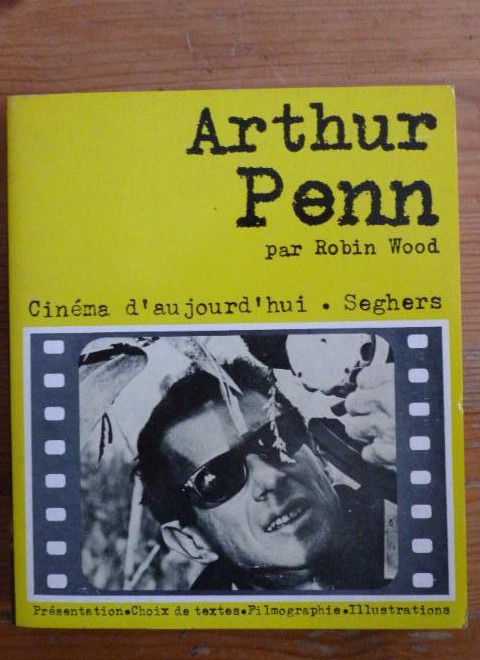 Arthur
Penn
par Robin Wood
Cinéma d'aujourd'hui • Seghers
Présentation•Choix de textes•Filmographie•Illustrations